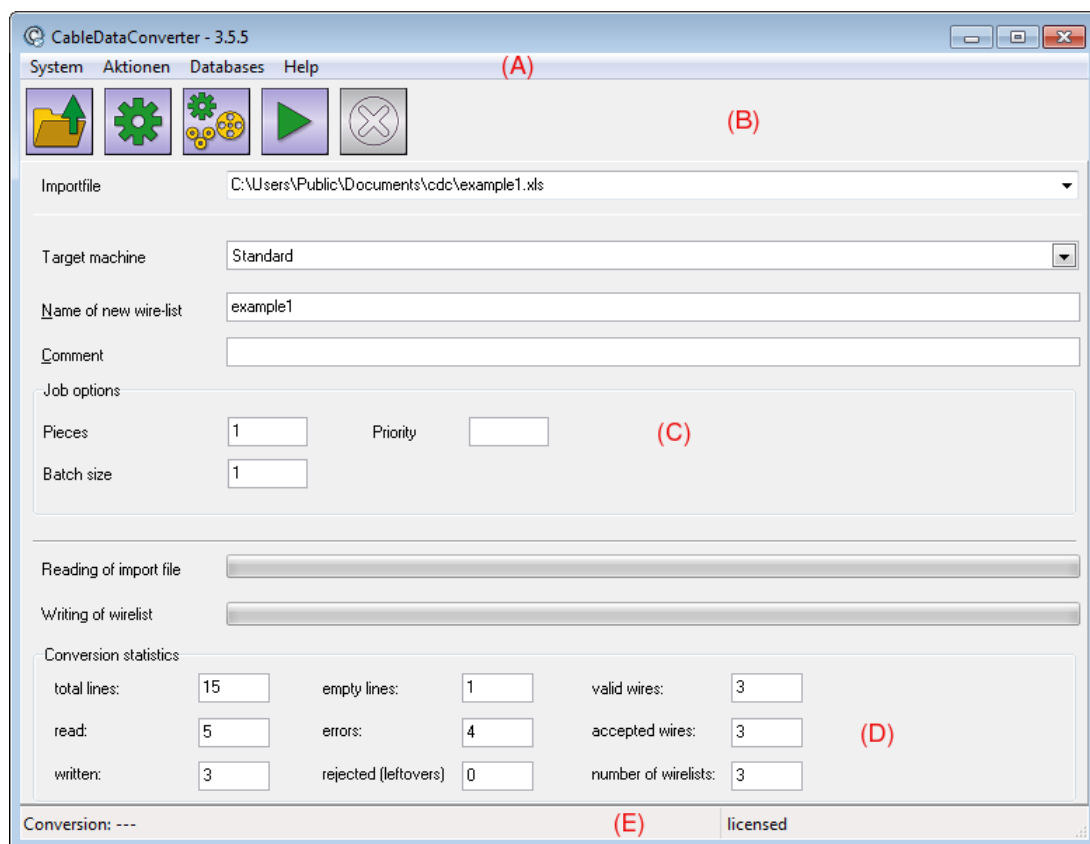 CableDataConverter - 3.5.5
System Aktionen Databases Help (A)
(B)
Importfile C:\Users\Public\Documents\cdc\example1.xls
Target machine Standard
Name of new wire-list example1
Comment
Job options
Pieces 1 Priority (C)
Batch size 1
Reading of import file
Writing of wirelist
Conversion statistics
total lines: 15 empty lines: 1 valid wires: 3
read: 5 errors: 4 accepted wires: 3 (D)
written: 3 rejected (leftovers) 0 number of wirelists: 3
Conversion: --- (E) licensed